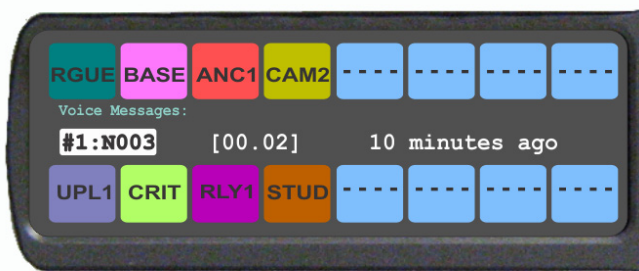 RGUE BASE ANC1 CAM2 ---- ---- ---- ----
Voice Messages:
#1:N003 [00.02] 10 minutes ago
UPL1 CRIT RLY1 STUD ---- ---- ---- ----